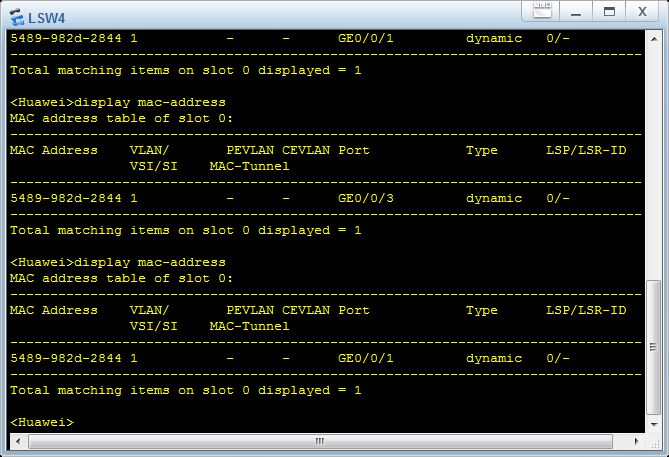 LSW4
5489-982d-2844 1           -      -      GE0/0/1         dynamic   0/-
-------------------------------------------------------------------------------
Total matching items on slot 0 displayed = 1
<Huawei>display mac-address
MAC address table of slot 0:
-------------------------------------------------------------------------------
MAC Address    VLAN/       PEVLAN CEVLAN Port            Type      LSP/LSR-ID
               VSI/SI    MAC-Tunnel
-------------------------------------------------------------------------------
5489-982d-2844 1           -      -      GE0/0/3         dynamic   0/-
-------------------------------------------------------------------------------
Total matching items on slot 0 displayed = 1
<Huawei>display mac-address
MAC address table of slot 0:
-------------------------------------------------------------------------------
MAC Address    VLAN/       PEVLAN CEVLAN Port            Type      LSP/LSR-ID
               VSI/SI    MAC-Tunnel
-------------------------------------------------------------------------------
5489-982d-2844 1           -      -      GE0/0/1         dynamic   0/-
-------------------------------------------------------------------------------
Total matching items on slot 0 displayed = 1
<Huawei>